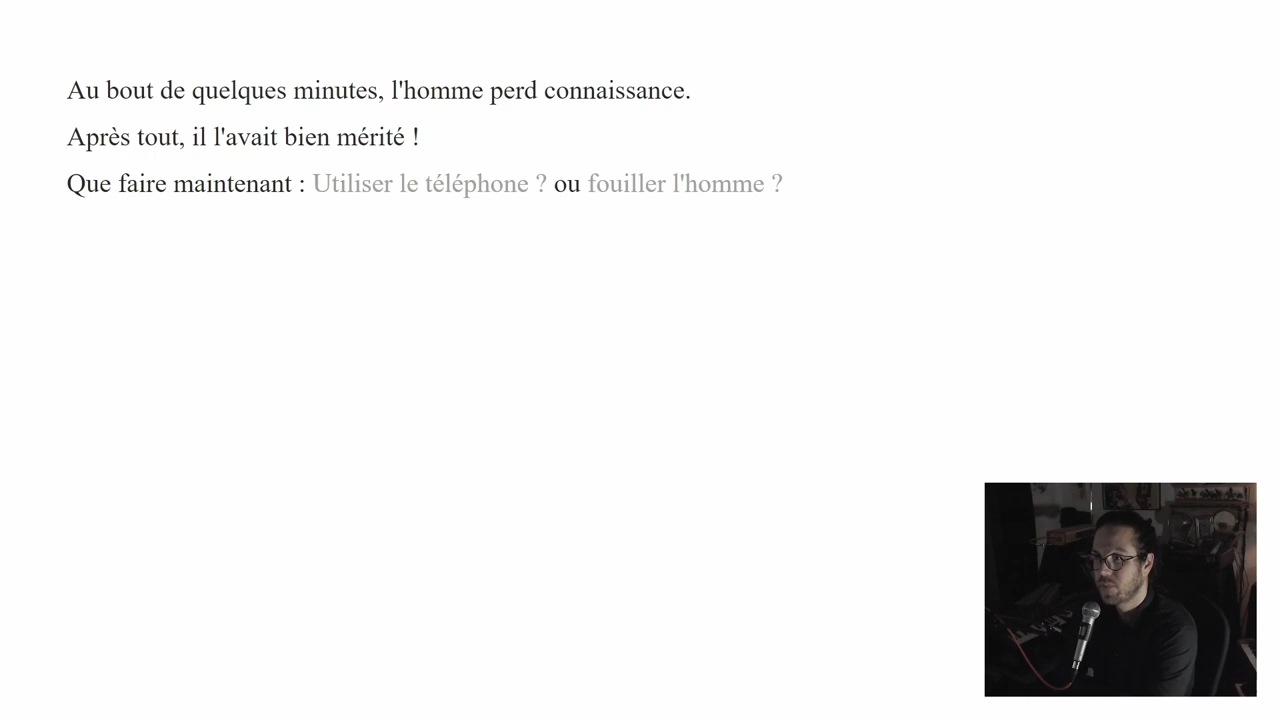 Au bout de quelques minutes, l'homme perd connaissance.
Après tout, il l'avait bien mérité !
Que faire maintenant : Utiliser le téléphone ? ou fouiller l'homme ?